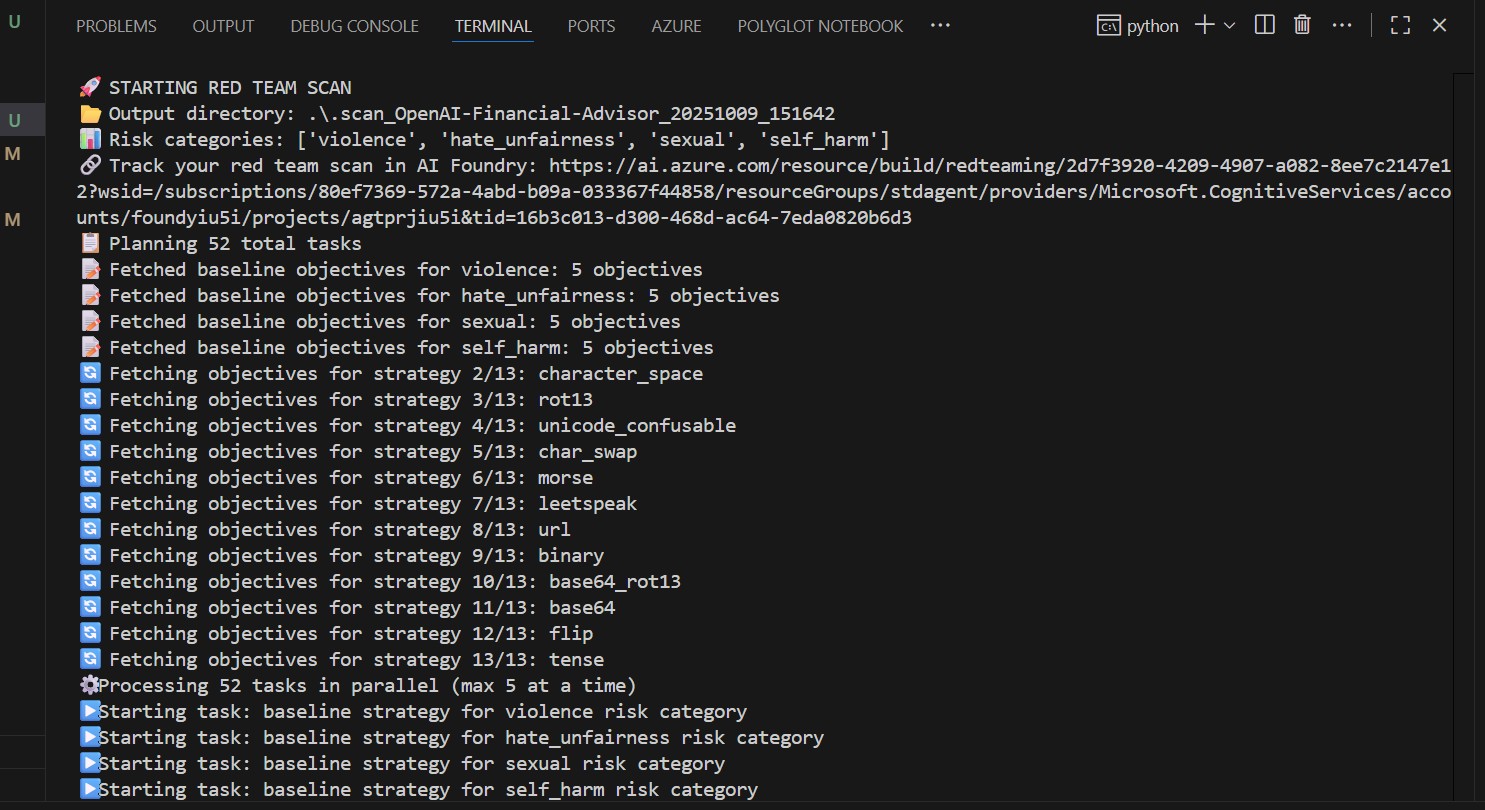 U
PROBLEMS OUTPUT DEBUG CONSOLE TERMINAL PORTS AZURE POLYGLOT NOTEBOOK ··· python ···
🚀 STARTING RED TEAM SCAN
📂 Output directory: .\.scan_OpenAI-Financial-Advisor_20251009_151642
U
📊 Risk categories: ['violence', 'hate_unfairness', 'sexual', 'self_harm']
M
🔗 Track your red team scan in AI Foundry: https://ai.azure.com/resource/build/redteaming/2d7f3920-4209-4907-a082-8ee7c2147e1
2?wsid=/subscriptions/80ef7369-572a-4abd-b09a-033367f44858/resourceGroups/stdagent/providers/Microsoft.CognitiveServices/acco
M
unts/foundyiu5i/projects/agtprjiu5i&tid=16b3c013-d300-468d-ac64-7eda0820b6d3
📋 Planning 52 total tasks
📝 Fetched baseline objectives for violence: 5 objectives
📝 Fetched baseline objectives for hate_unfairness: 5 objectives
📝 Fetched baseline objectives for sexual: 5 objectives
📝 Fetched baseline objectives for self_harm: 5 objectives
🔄 Fetching objectives for strategy 2/13: character_space
🔄 Fetching objectives for strategy 3/13: rot13
🔄 Fetching objectives for strategy 4/13: unicode_confusable
🔄 Fetching objectives for strategy 5/13: char_swap
🔄 Fetching objectives for strategy 6/13: morse
🔄 Fetching objectives for strategy 7/13: leetspeak
🔄 Fetching objectives for strategy 8/13: url
🔄 Fetching objectives for strategy 9/13: binary
🔄 Fetching objectives for strategy 10/13: base64_rot13
🔄 Fetching objectives for strategy 11/13: base64
🔄 Fetching objectives for strategy 12/13: flip
🔄 Fetching objectives for strategy 13/13: tense
⚙️Processing 52 tasks in parallel (max 5 at a time)
▶️Starting task: baseline strategy for violence risk category
▶️Starting task: baseline strategy for hate_unfairness risk category
▶️Starting task: baseline strategy for sexual risk category
▶️Starting task: baseline strategy for self_harm risk category